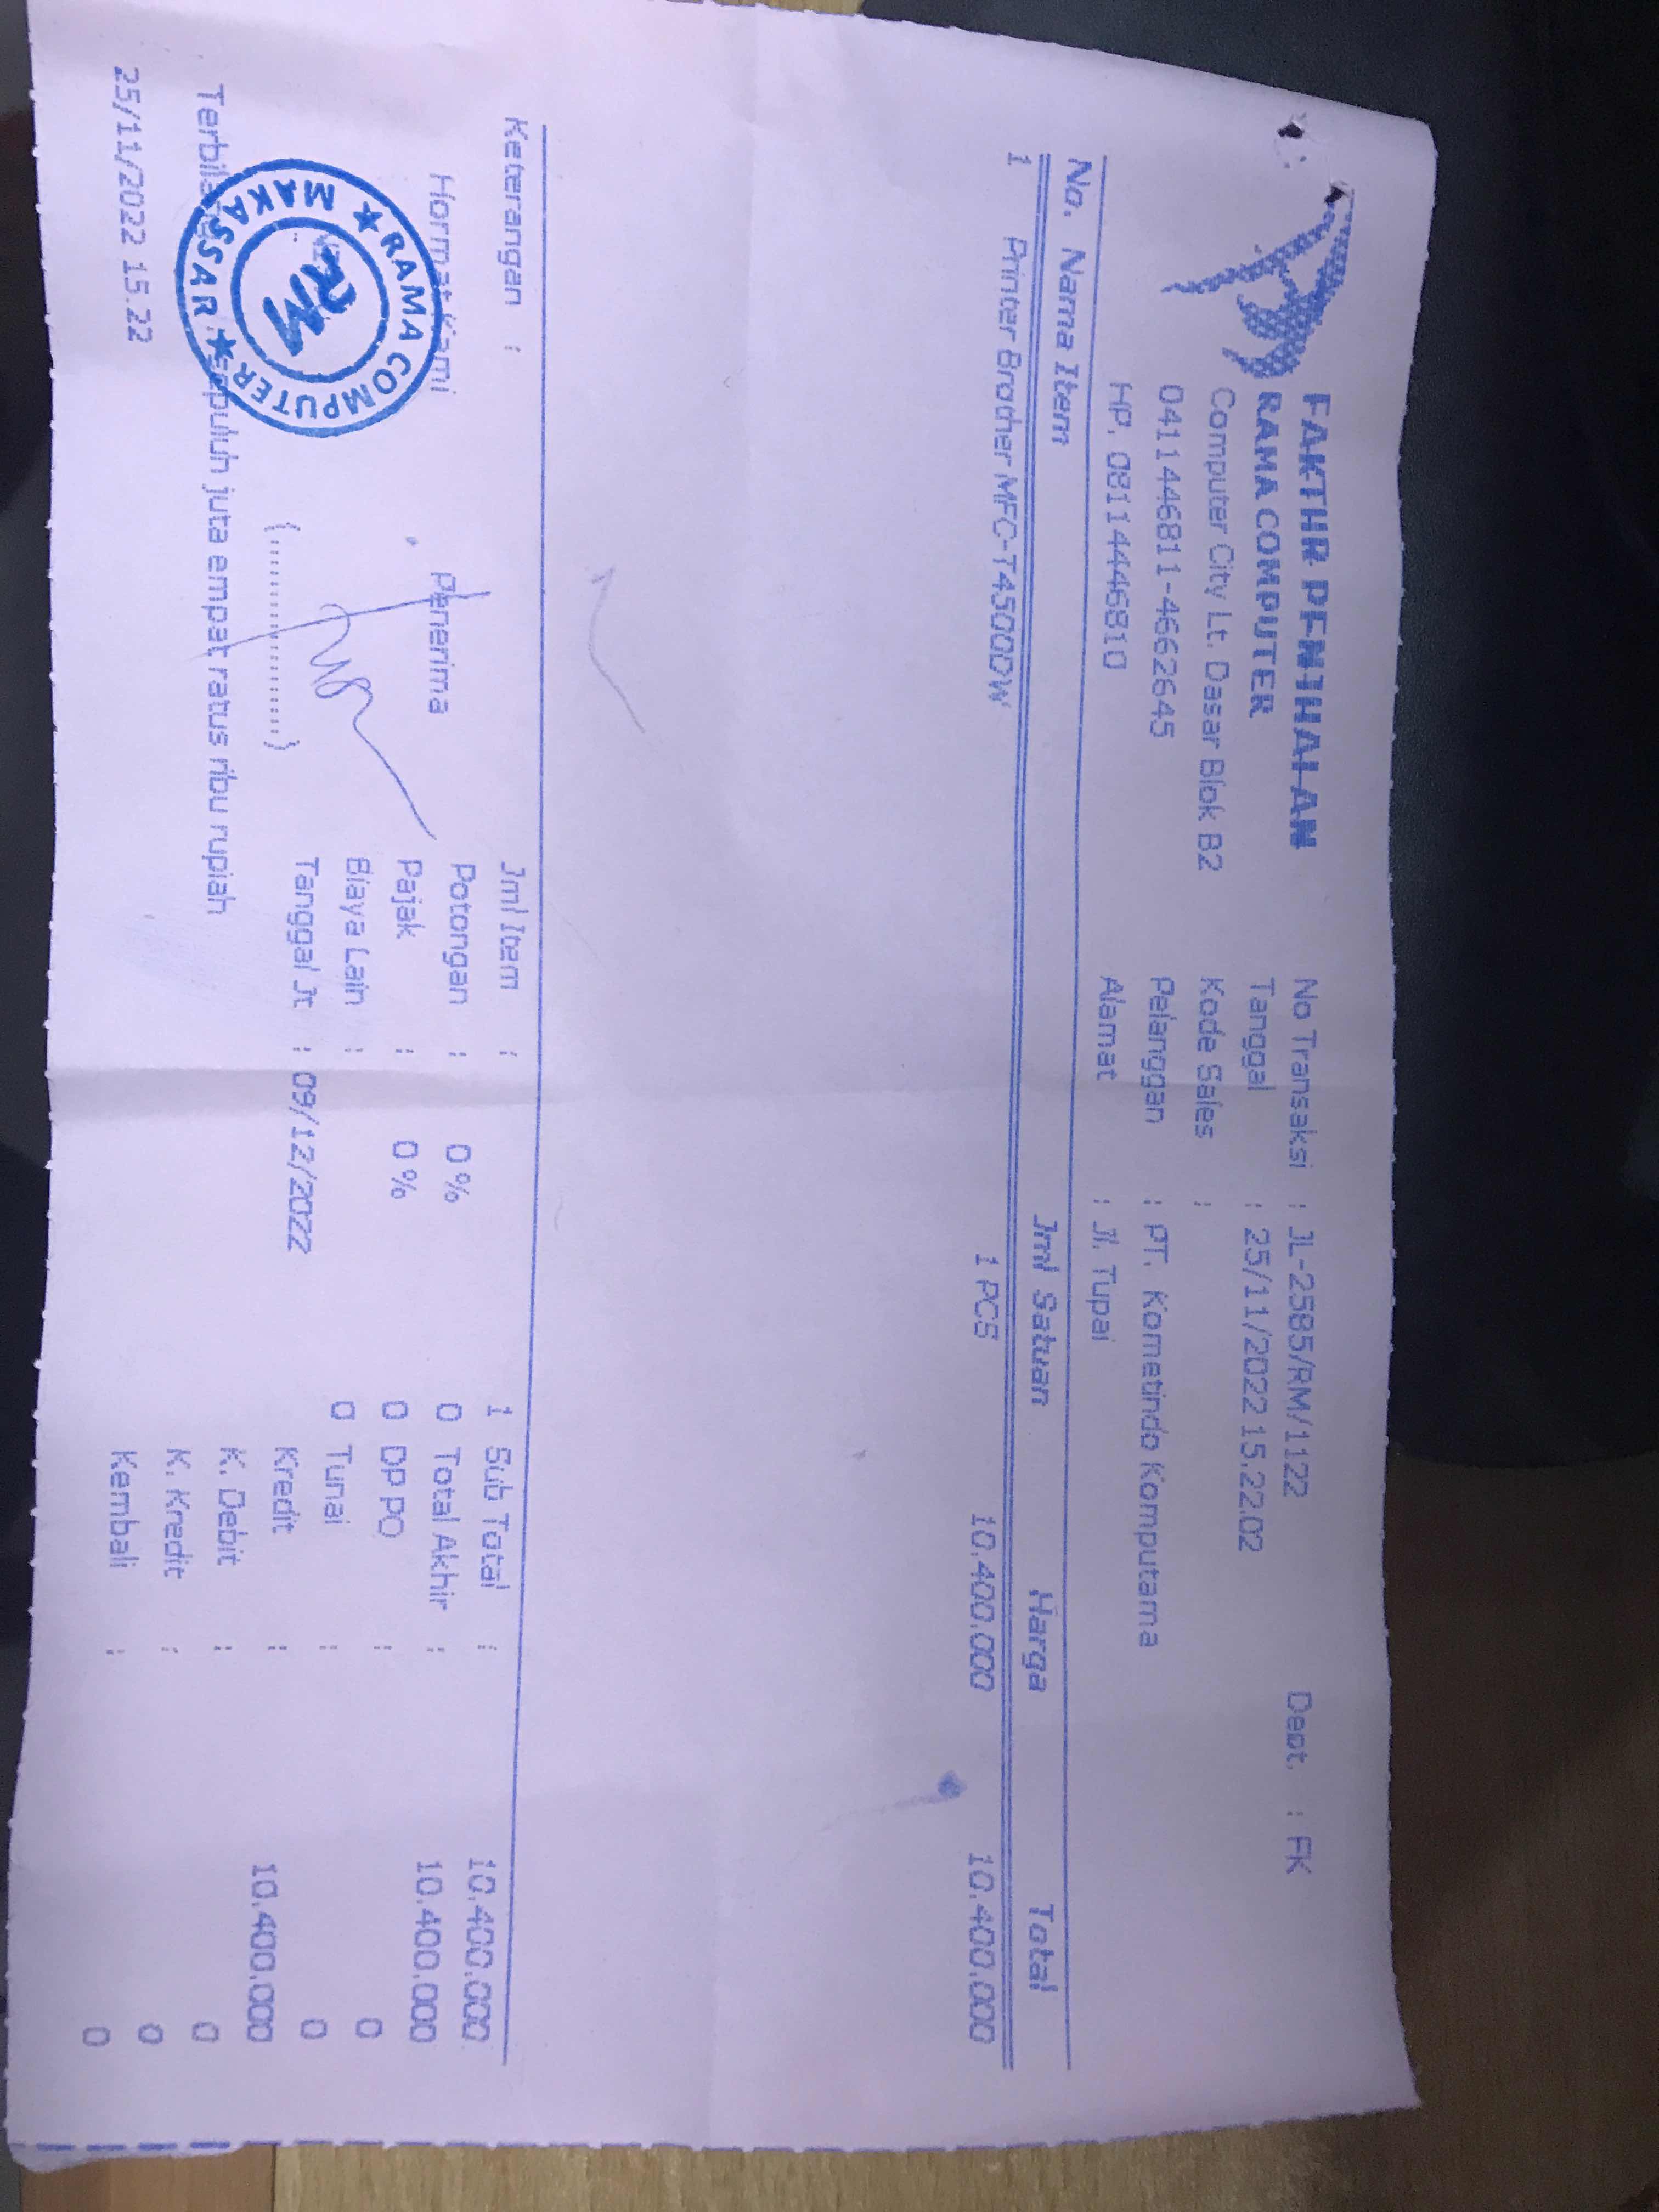 FAKTUR PENJUALAN
RAMA COMPUTER
Computer City Lt. Dasar Blok B2
0411446811-4662645
HP. 08114446810
No Transaksi : JL-2585/RM/1122 Dept. : FK
Tanggal : 25/11/2022 15.22.02
Kode Sales :
Pelanggan : PT. Kometindo Komputama
Alamat : Jl. Tupai
No. Nama Item Jml Satuan Harga Total
1 Printer Brother MFC-T4500DW 1 PCS 10.400.000 10.400.000
Keterangan : Jml Item : 1 Sub Total : 10.400.000
Hormat Kami Penerima Potongan : 0 % 0 Total Akhir : 10.400.000
Pajak : 0 % 0 DP PO : 0
Biaya Lain : 0 Tunai : 0
(....................) Tanggal Jt : 09/12/2022 Kredit : 10.400.000
K. Debit : 0
K. Kredit : 0
Kembali : 0
sepuluh juta empat ratus ribu rupiah
25/11/2022 15.22
RAMA COMPUTER
MAKASSAR
RM